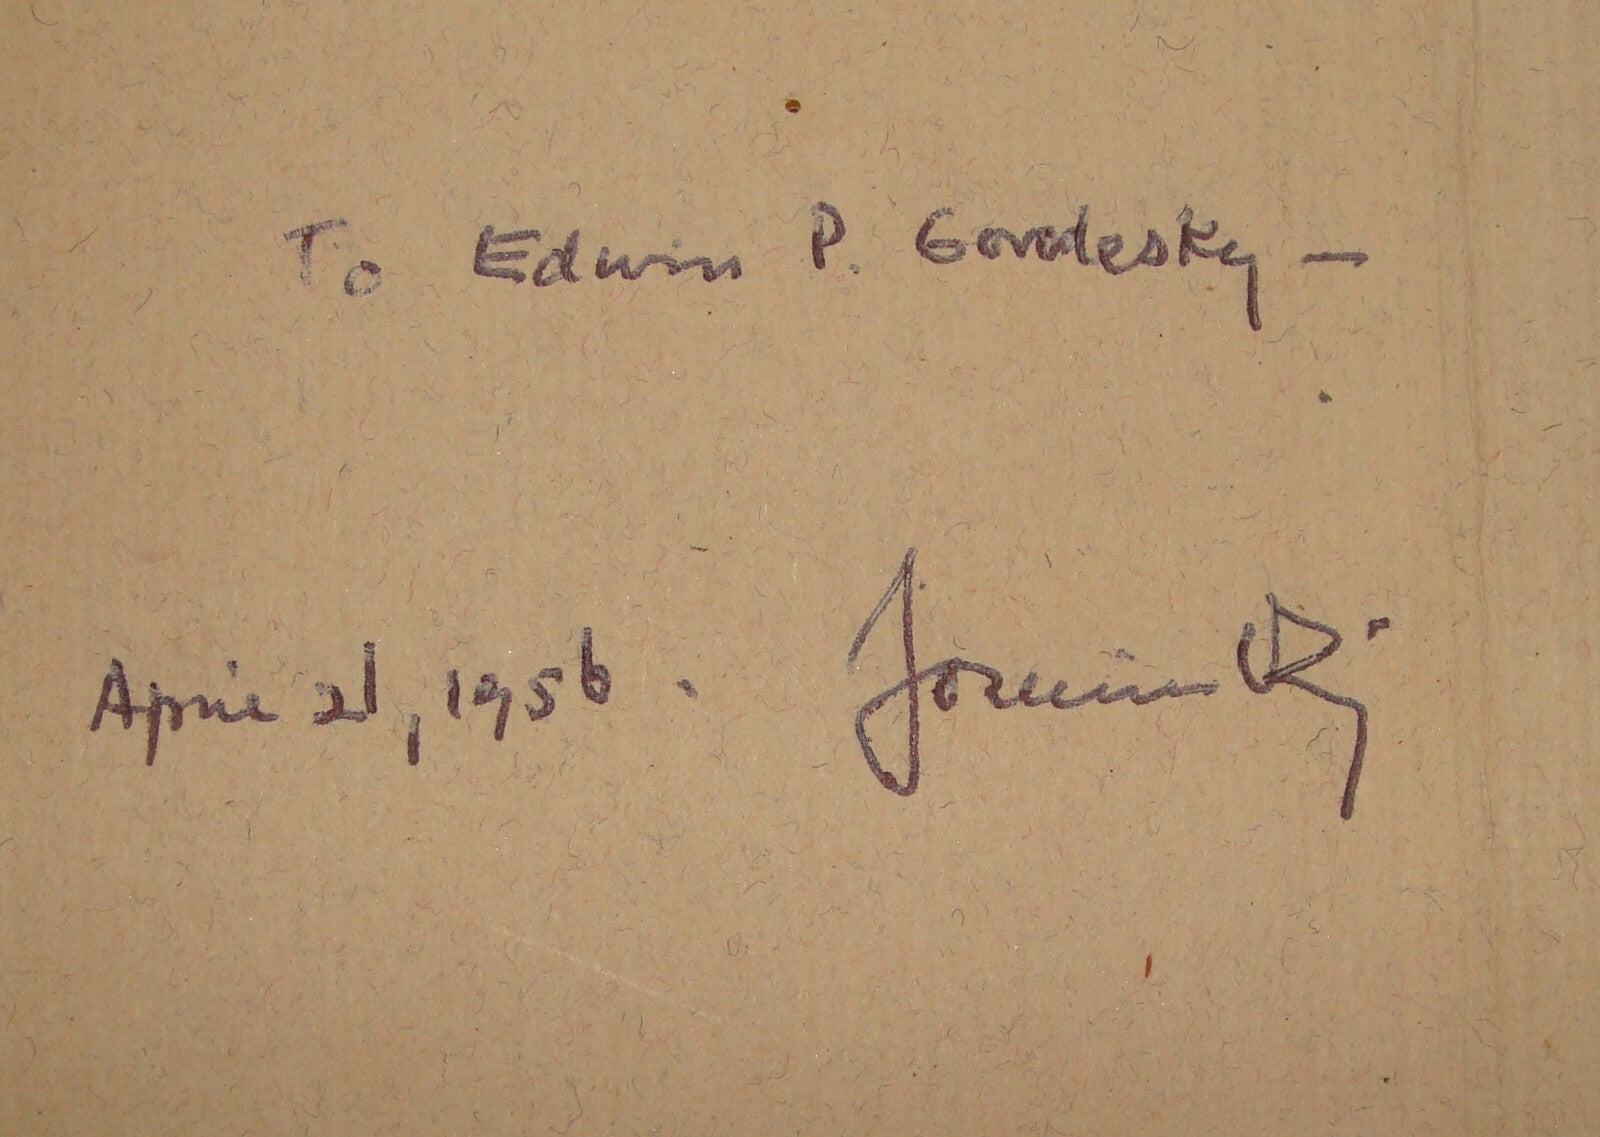 To Edwin P. Gordesky —
April 21, 1956.